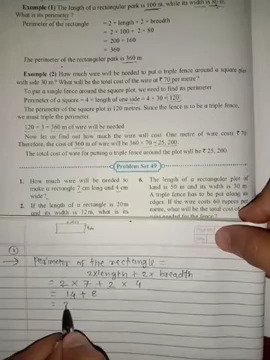 Example (1) The length of a rectangular park is 100 m, while its width is 80 m.
What is its perimeter ?
Perimeter of the rectangle = 2 × length + 2 × breadth
= 2 × 100 + 2 × 80
= 200 + 160
= 360
The perimeter of the rectangular park is 360 m.
Example (2) How much wire will be needed to put a triple fence around a square plot
with side 30 m? What will be the total cost of the wire at ₹ 70 per metre?
To put a single fence around the square plot, we need to find its perimeter.
Perimeter of a square = 4 × length of one side = 4 × 30 = 120
The perimeter of the square plot is 120 metres. Since the fence is to be a triple fence,
we must triple the perimeter.
120 × 3 = 360 m of wire will be needed.
Now let us find out how much the wire will cost. One metre of wire costs ₹ 70
Therefore, the cost of 360 m of wire will be 360 × 70 = 25, 200.
The total cost of wire for putting a triple fence around the plot will be ₹ 25, 200.
Problem Set 43
1. How much wire will be needed to
make a rectangle 7 cm long and 4 cm
wide?
2. If the length of a rectangle is 20 m
and its width is 12 m, what is its
6. The length of a rectangular plot of
land is 50 m and its width is 30 m.
A triple fence has to be put along its
edges. If the wire costs 60 rupees per
metre, what will be the total cost of
the
①
→ Perimeter of the rectangle =
2×length + 2× breadth
= 2 × 7 + 2 × 4
= 14 + 8
=